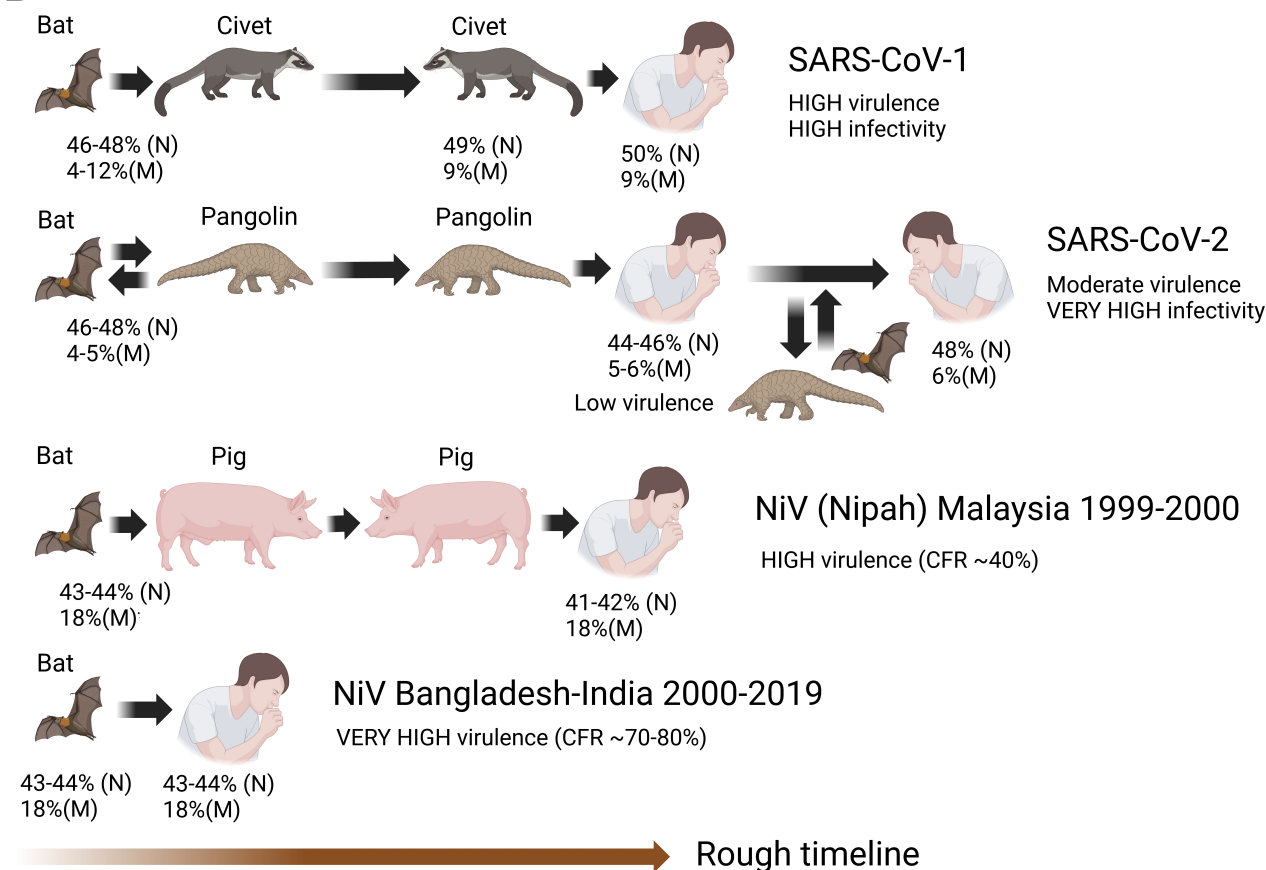 Bat
Civet
Civet
SARS-CoV-1
HIGH virulence
HIGH infectivity
46-48% (N)
4-12%(M)
49% (N)
9%(M)
50% (N)
9%(M)
Bat
Pangolin
Pangolin
SARS-CoV-2
Moderate virulence
VERY HIGH infectivity
46-48% (N)
4-5%(M)
44-46% (N)
5-6%(M)
48% (N)
6%(M)
Low virulence
Bat
Pig
Pig
NiV (Nipah) Malaysia 1999-2000
HIGH virulence (CFR ~40%)
43-44% (N)
18%(M)
41-42% (N)
18%(M)
Bat
NiV Bangladesh-India 2000-2019
VERY HIGH virulence (CFR ~70-80%)
43-44% (N)
18%(M)
43-44% (N)
18%(M)
Rough timeline